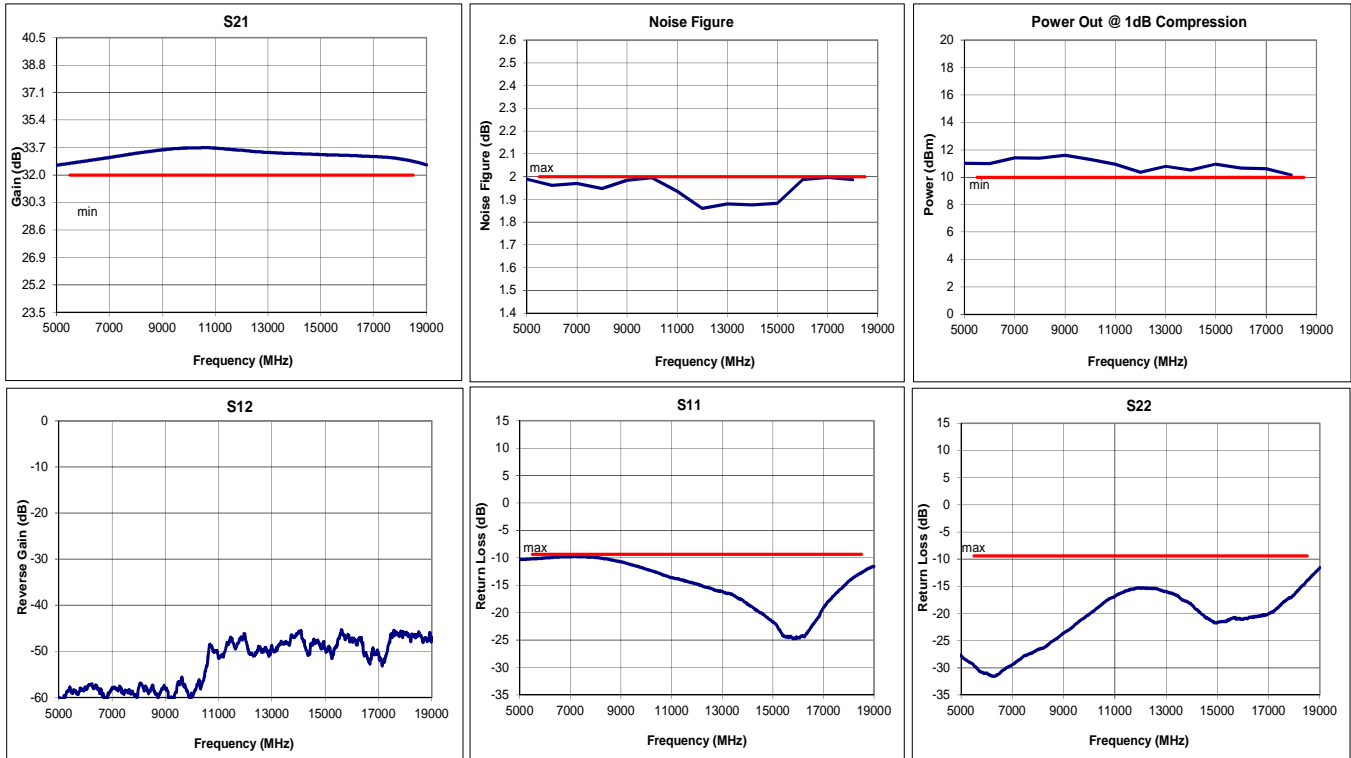 S21
40.5
38.8
37.1
35.4
33.7
32.0
30.3
28.6
26.9
25.2
23.5
Gain (dB)
min
5000 7000 9000 11000 13000 15000 17000 19000
Frequency (MHz)
Noise Figure
2.6
2.5
2.4
2.3
2.2
2.1
2
1.9
1.8
1.7
1.6
1.5
1.4
Noise Figure (dB)
max
5000 7000 9000 11000 13000 15000 17000 19000
Frequency (MHz)
Power Out @ 1dB Compression
20
18
16
14
12
10
8
6
4
2
0
Power (dBm)
min
5000 7000 9000 11000 13000 15000 17000 19000
Frequency (MHz)
S12
0
-10
-20
-30
-40
-50
-60
Reverse Gain (dB)
5000 7000 9000 11000 13000 15000 17000 19000
Frequency (MHz)
S11
15
10
5
0
-5
-10
-15
-20
-25
-30
-35
Return Loss (dB)
max
5000 7000 9000 11000 13000 15000 17000 19000
Frequency (MHz)
S22
15
10
5
0
-5
-10
-15
-20
-25
-30
-35
Return Loss (dB)
max
5000 7000 9000 11000 13000 15000 17000 19000
Frequency (MHz)